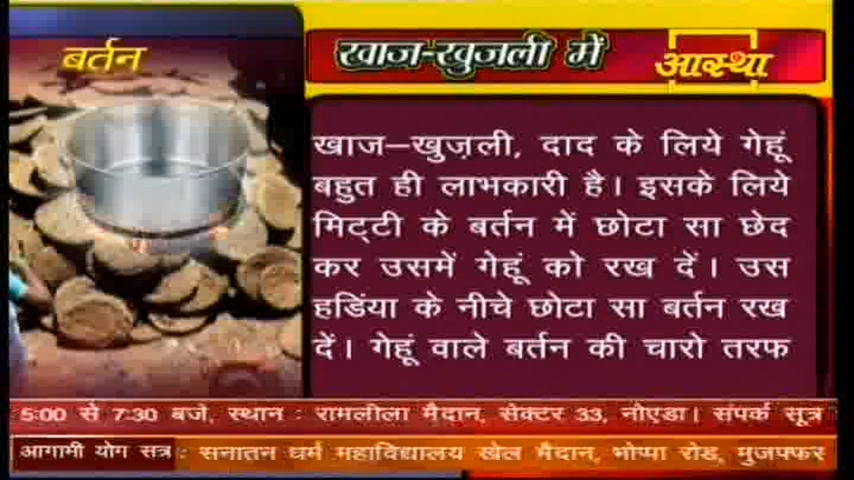 बर्तन
खाज-खुजली में
आस्था
खाज–खुज़ली, दाद के लिये गेहूं
बहुत ही लाभकारी है। इसके लिये
मिट्टी के बर्तन में छोटा सा छेद
कर उसमें गेहूं को रख दें। उस
हडिंया के नीचे छोटा सा बर्तन रख
दें। गेहूं वाले बर्तन की चारो तरफ
5:00 से 7:30 बजे, स्थान : रामलीला मैदान, सेक्टर 33, नोएडा। संपर्क सूत्र
आगामी योग सत्र : सनातन धर्म महाविद्यालय खेल मैदान, भोप्पा रोड, मुजफ्फर